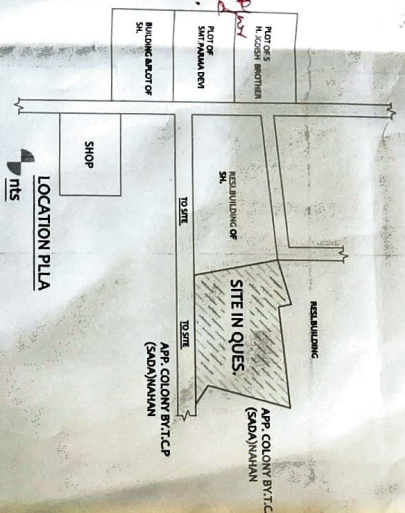 PLOT OF S
H. JGDISH BROTHER
PLOT OF
SMT.PARMA DEVI
BUILDING &PLOT OF
SH.
SHOP
RESI.BUILDING OF
SH.
TO SITE
TO SITE
SITE IN QUES.
RESI.BUILDING
APP. COLONY BY.T.C.
(SADA)NAHAN
APP. COLONY BY.T.C.P
(SADA)NAHAN
LOCATION PLLA
nts